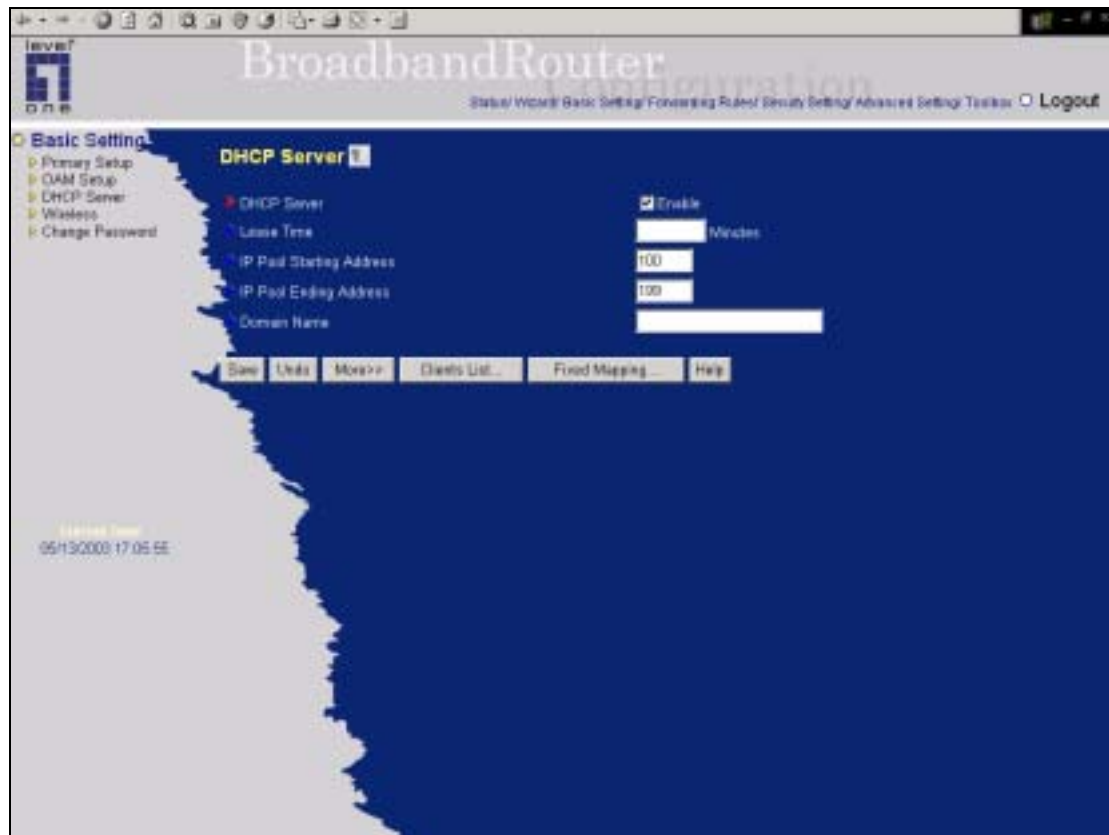 level
one
BroadbandRouter
Configuration
Status/ Wizard/ Basic Setting/ Forwarding Rules/ Security Setting/ Advanced Setting/ Toolbox Logout
Basic Setting
Primary Setup
DHCP Server
Wireless
Change Password
DHCP Server
DHCP Server Enable
Lease Time Minutes
IP Pool Starting Address 100
IP Pool Ending Address 199
Domain Name
Save Undo More>> Clients List... Fixed Mapping... Help
05/13/2003 17:05:55